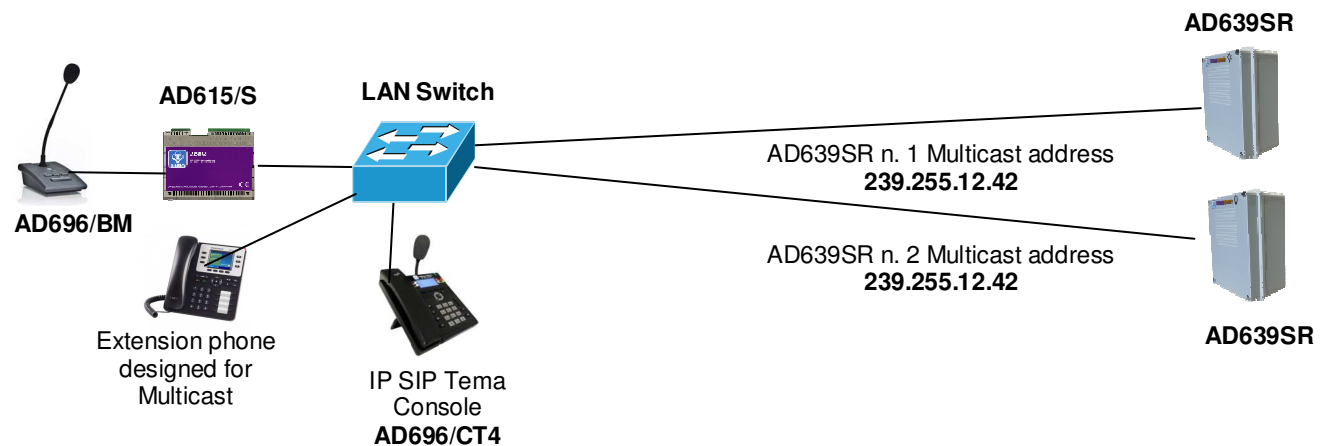 AD639SR
AD615/S
LAN Switch
AD639SR n. 1 Multicast address
239.255.12.42
AD696/BM
AD639SR n. 2 Multicast address
239.255.12.42
Extension phone
designed for
Multicast
AD639SR
IP SIP Tema
Console
AD696/CT4